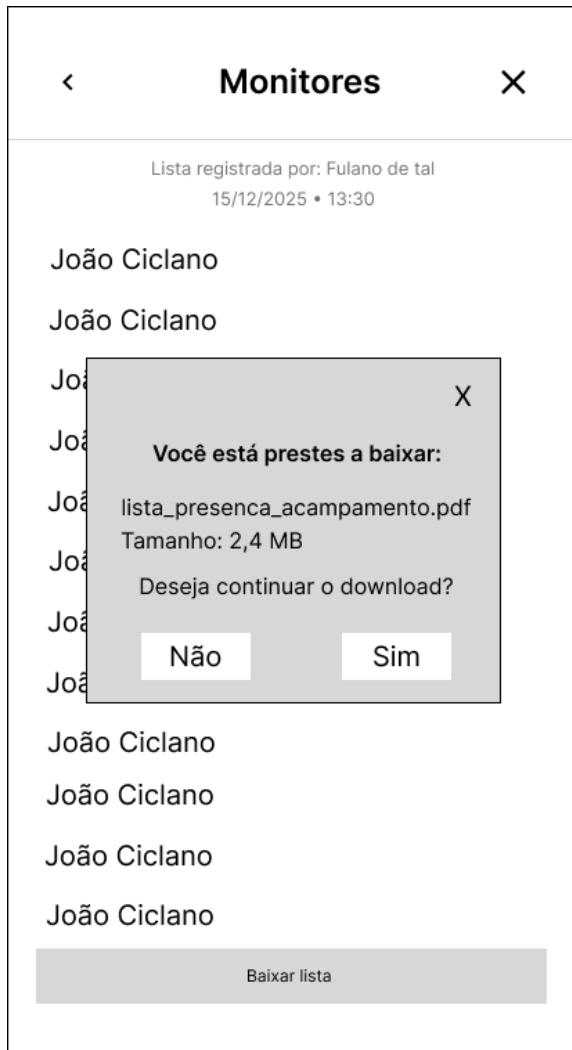 Monitores
Lista registrada por: Fulano de tal
15/12/2025 • 13:30
João Ciclano
João Ciclano
X
Você está prestes a baixar:
lista_presenca_acampamento.pdf
Tamanho: 2,4 MB
Deseja continuar o download?
Não
Sim
João Ciclano
João Ciclano
João Ciclano
João Ciclano
Baixar lista